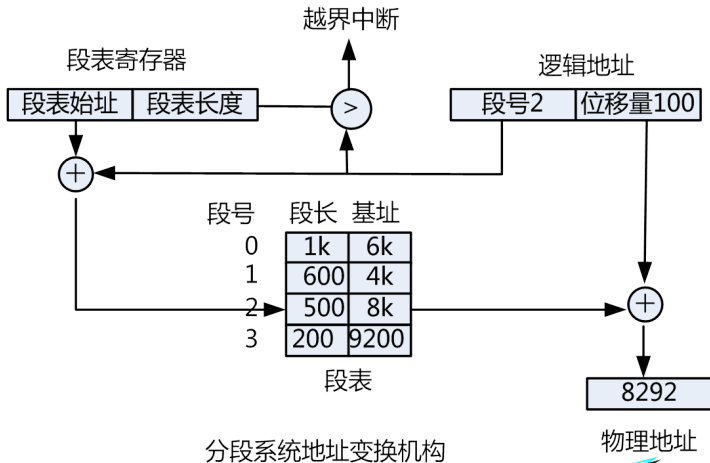 越界中断
段表寄存器
逻辑地址
段表始址 段表长度
>
段号2 位移量100
+
段号 段长 基址
0 1k 6k
1 600 4k
2 500 8k
3 200 9200
+
段表
8292
物理地址
分段系统地址变换机构